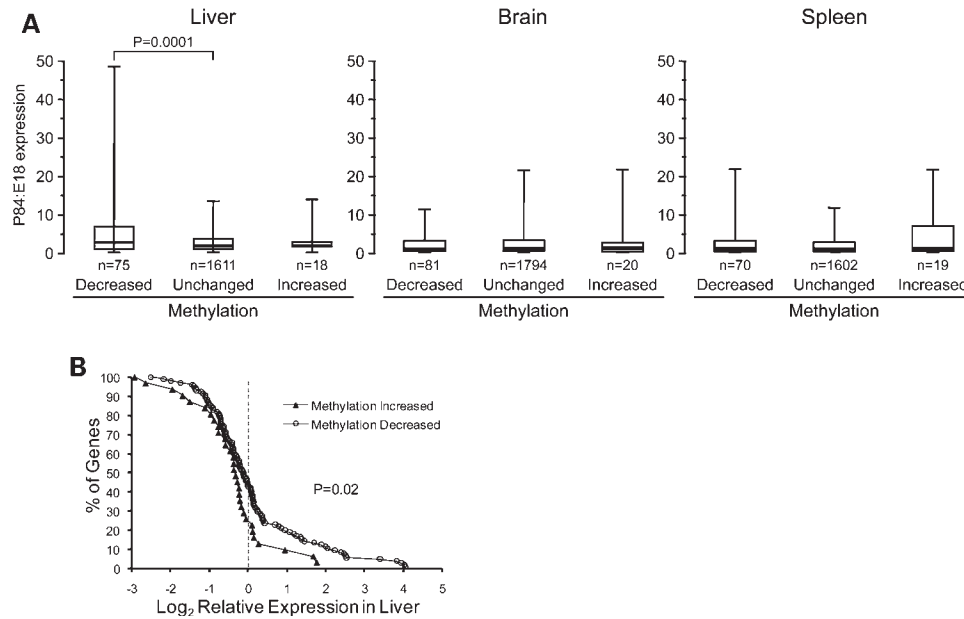 A
Liver
Brain
Spleen
P=0.0001
P84:E18 expression
50
40
30
20
10
0
50
40
30
20
10
0
50
40
30
20
10
0
n=75
n=1611
n=18
n=81
n=1794
n=20
n=70
n=1602
n=19
Decreased
Unchanged
Increased
Decreased
Unchanged
Increased
Decreased
Unchanged
Increased
Methylation
Methylation
Methylation
B
% of Genes
100
90
80
70
60
50
40
30
20
10
0
Methylation Increased
Methylation Decreased
P=0.02
-3 -2 -1 0 1 2 3 4 5
Log₂ Relative Expression in Liver